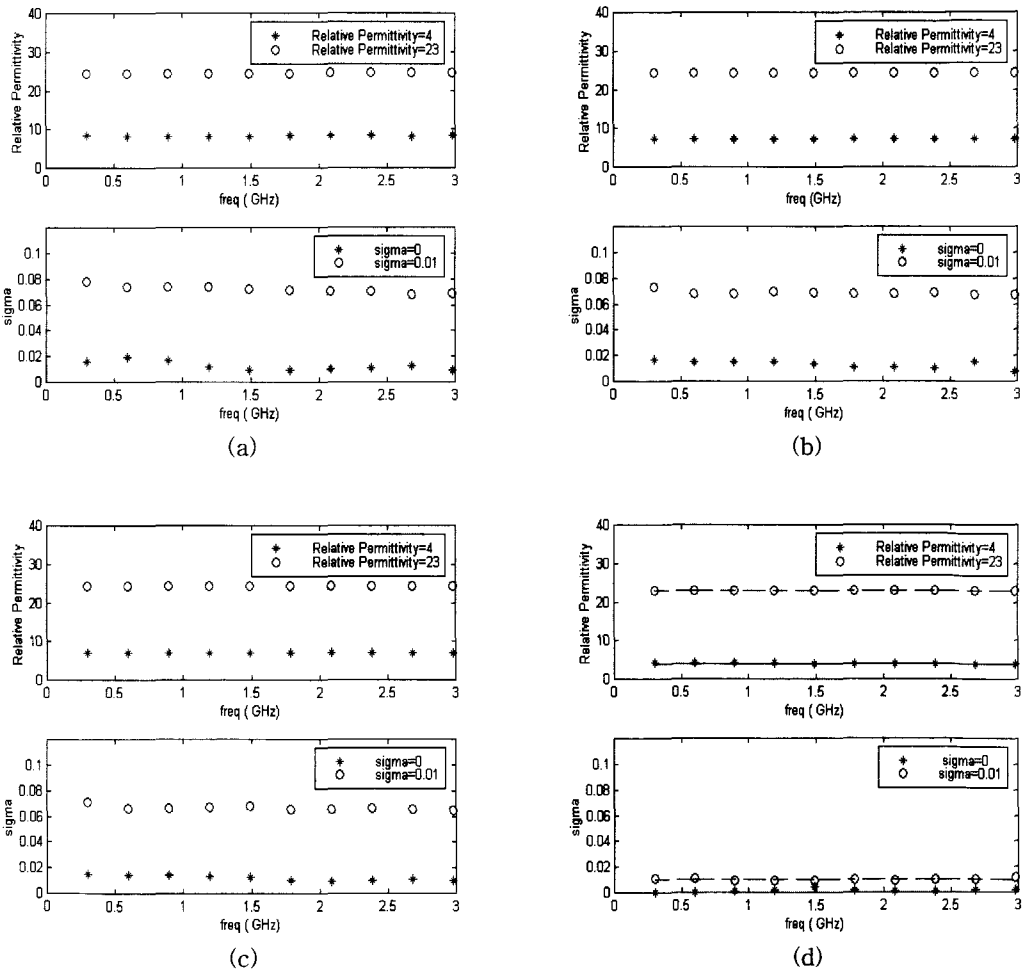 40
30
20
10
0
Relative Permittivity
* Relative Permittivity=4
o Relative Permittivity=23
0 0.5 1 1.5 2 2.5 3
freq ( GHz)
0.1
0.08
0.06
0.04
0.02
0
sigma
* sigma=0
o sigma=0.01
0 0.5 1 1.5 2 2.5 3
freq ( GHz)
(a)
40
30
20
10
0
Relative Permittivity
* Relative Permittivity=4
o Relative Permittivity=23
0 0.5 1 1.5 2 2.5 3
freq (GHz)
0.1
0.08
0.06
0.04
0.02
0
sigma
* sigma=0
o sigma=0.01
0 0.5 1 1.5 2 2.5 3
freq ( GHz)
(b)
40
30
20
10
0
Relative Permittivity
* Relative Permittivity=4
o Relative Permittivity=23
0 0.5 1 1.5 2 2.5 3
freq ( GHz)
0.1
0.08
0.06
0.04
0.02
0
sigma
* sigma=0
o sigma=0.01
0 0.5 1 1.5 2 2.5 3
freq ( GHz)
(c)
40
30
20
10
0
Relative Permittivity
* Relative Permittivity=4
o Relative Permittivity=23
0 0.5 1 1.5 2 2.5 3
freq ( GHz)
0.1
0.08
0.06
0.04
0.02
0
sigma
* sigma=0
o sigma=0.01
0 0.5 1 1.5 2 2.5 3
freq ( GHz)
(d)